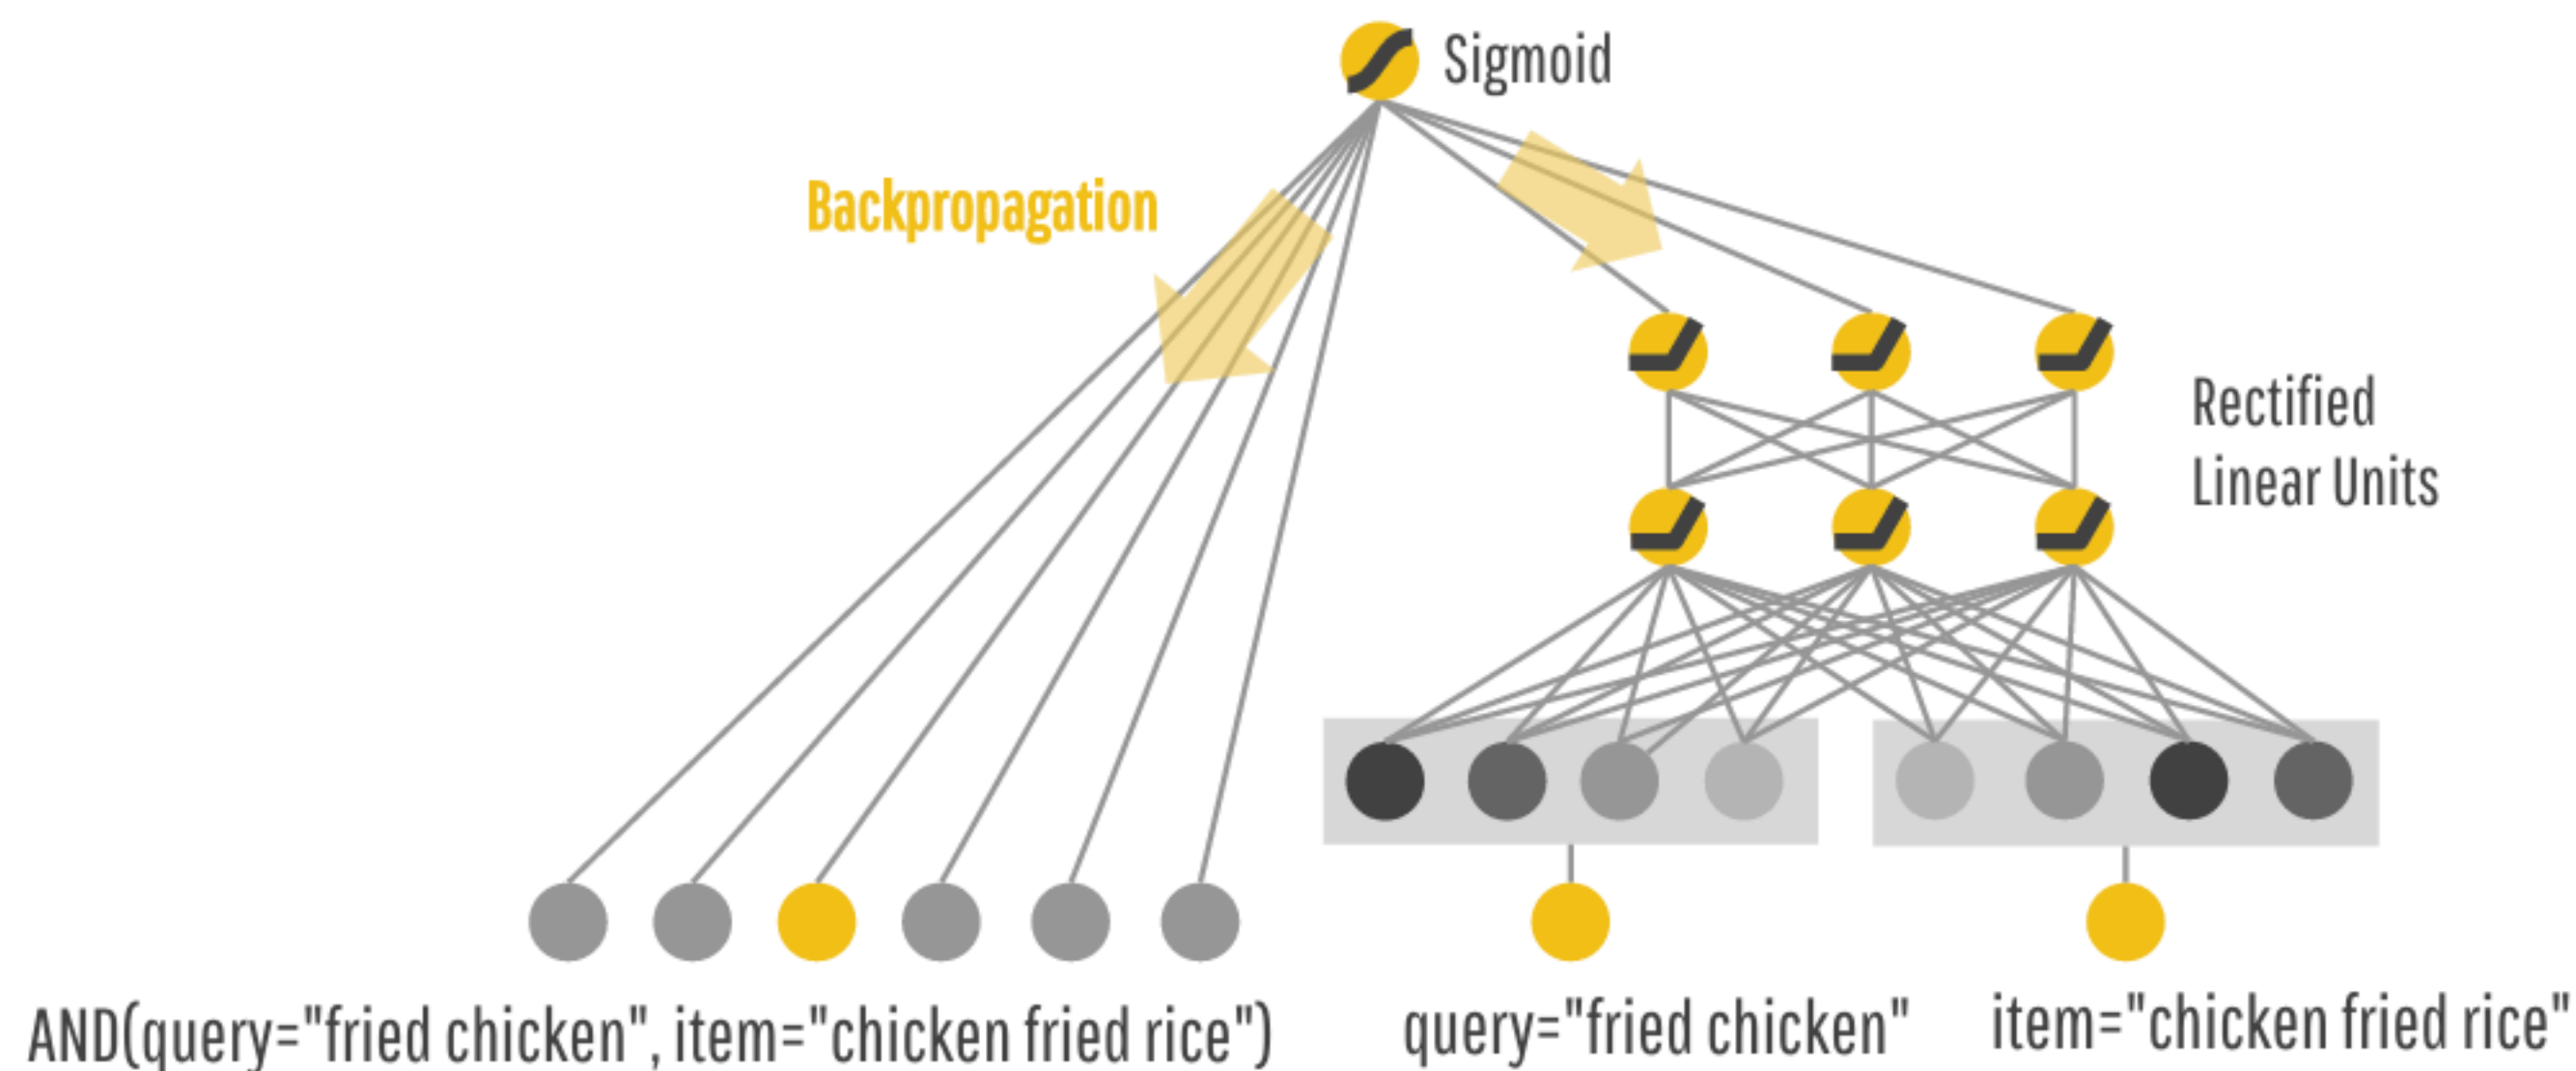 Sigmoid
Backpropagation
Rectified
Linear Units
AND(query="fried chicken", item="chicken fried rice")
query="fried chicken"
item="chicken fried rice"